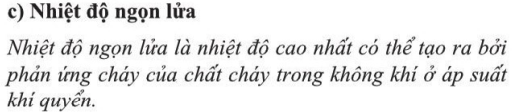 c) Nhiệt độ ngọn lửa
Nhiệt độ ngọn lửa là nhiệt độ cao nhất có thể tạo ra bởi
phản ứng cháy của chất cháy trong không khí ở áp suất
khí quyển.